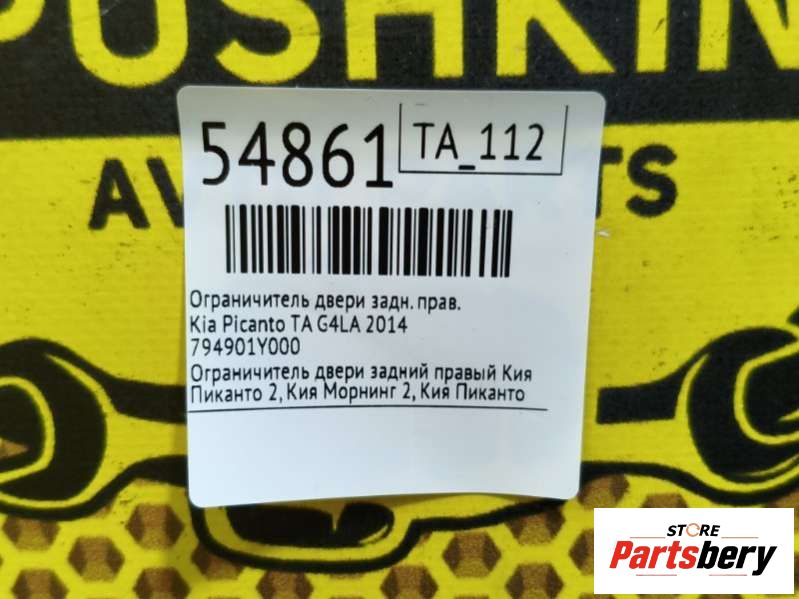 PUSHKIN
54861
TA_112
Ограничитель двери задн. прав.
Kia Picanto TA G4LA 2014
794901Y000
Ограничитель двери задний правый Кия
Пиканто 2, Кия Морнинг 2, Кия Пиканто
STORE
Partsbery